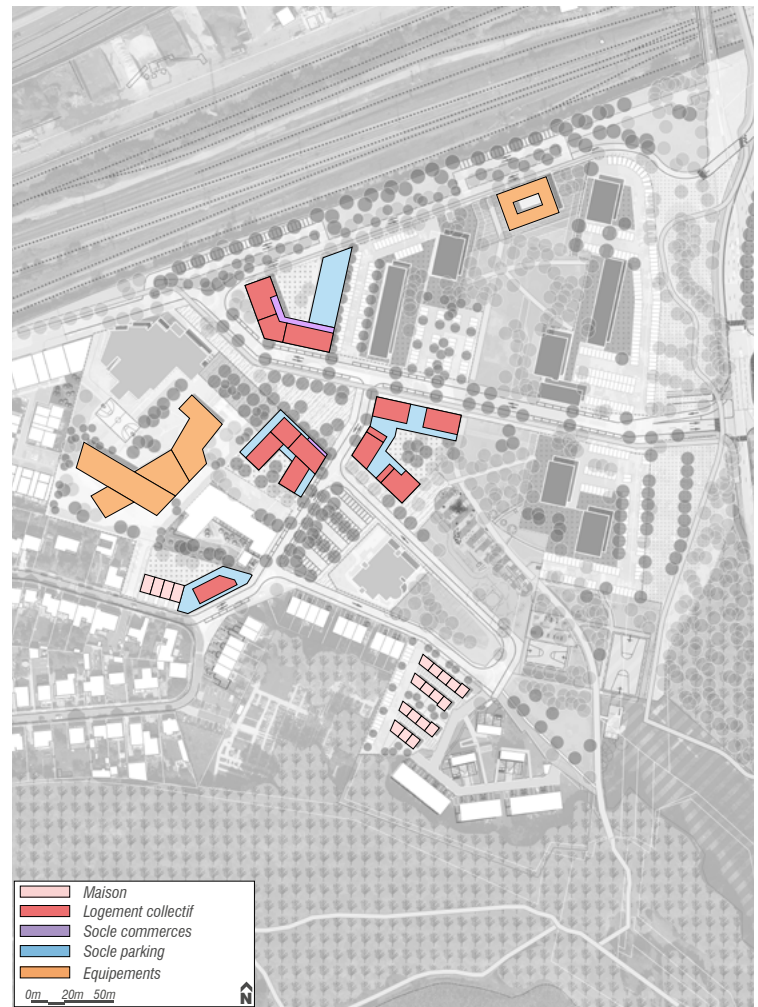 Maison
Logement collectif
Socle commerces
Socle parking
Equipements
0m 20m 50m
N